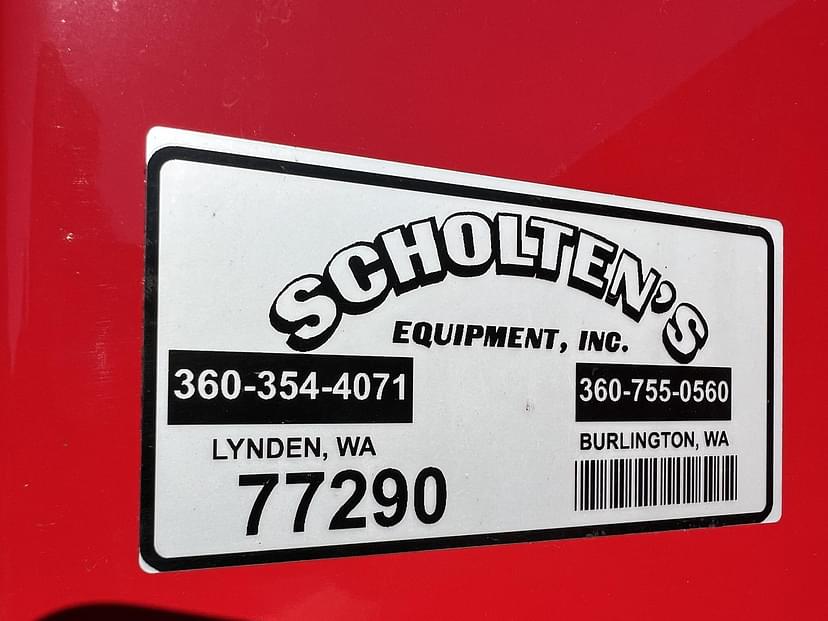 SCHOLTEN'S
EQUIPMENT, INC.
360-354-4071
LYNDEN, WA
77290
360-755-0560
BURLINGTON, WA